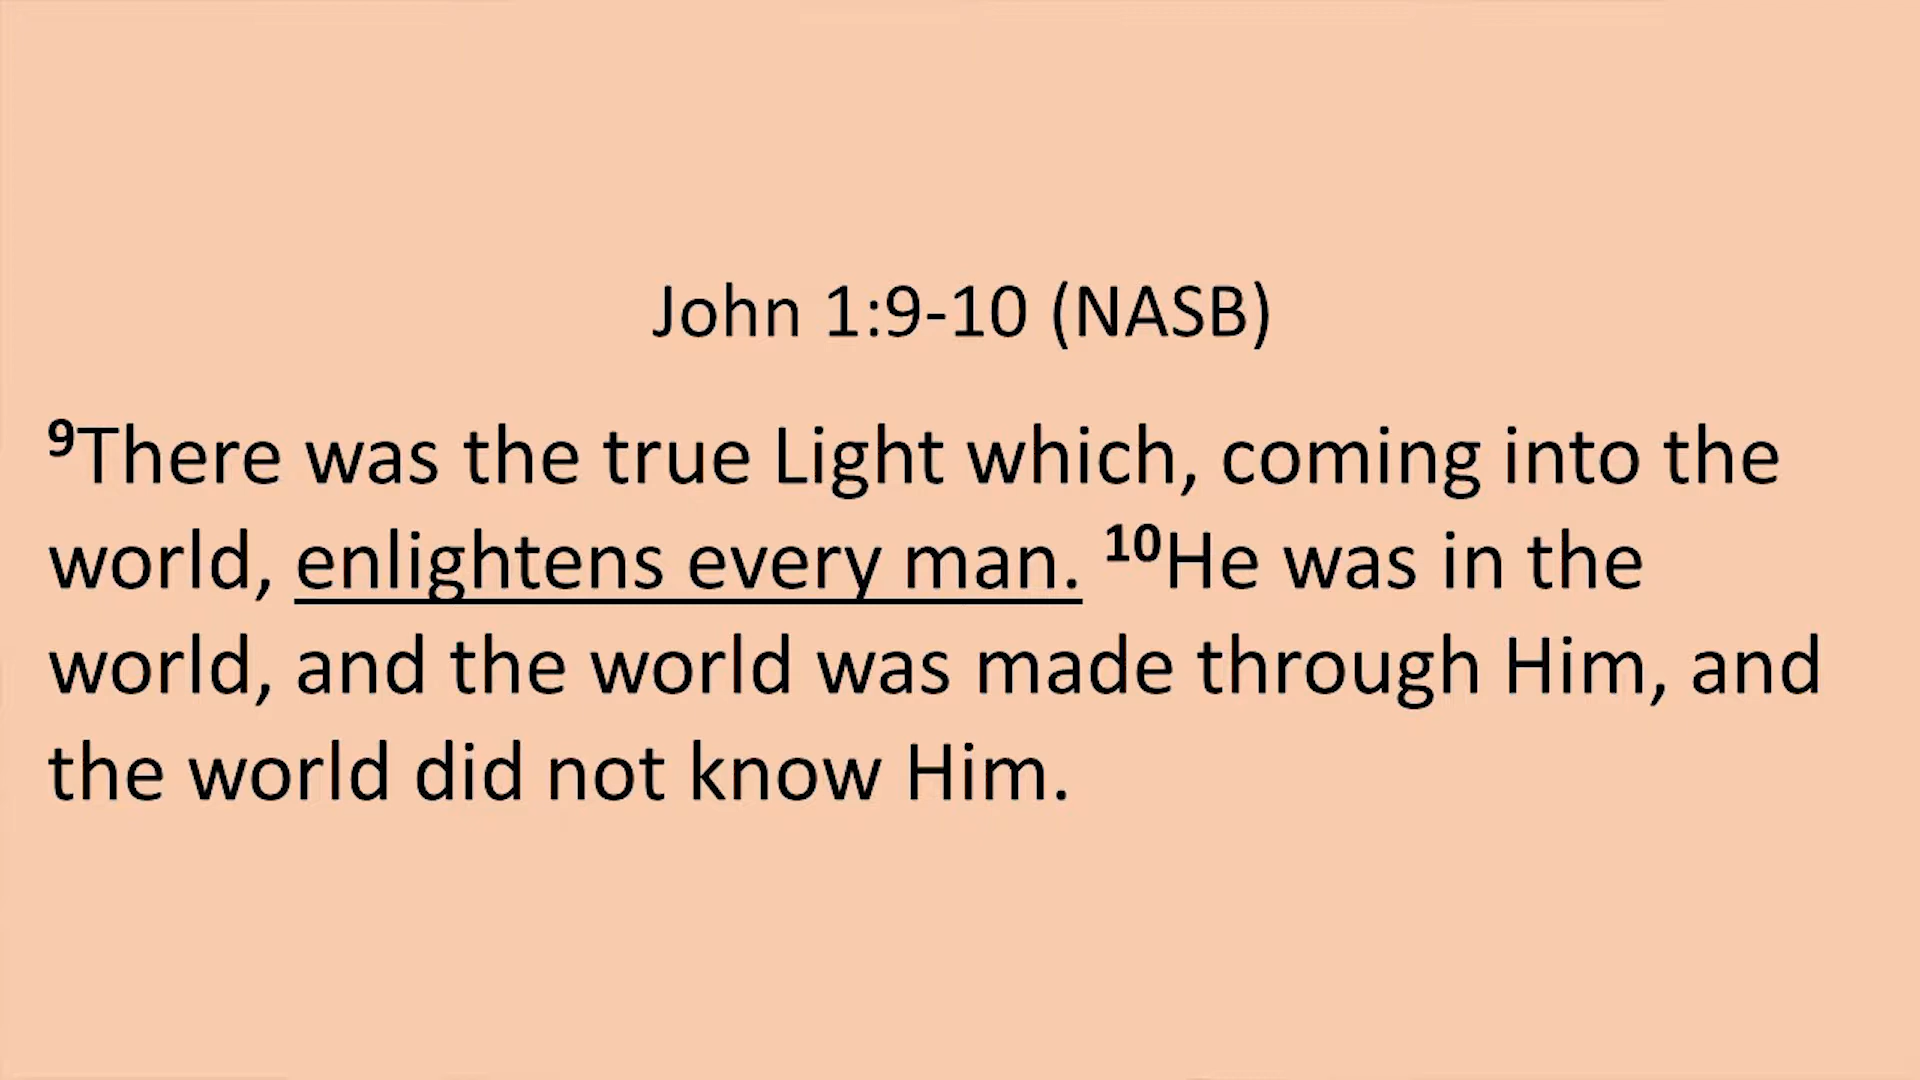 John 1:9-10 (NASB)
9There was the true Light which, coming into the
world, enlightens every man. 10He was in the
world, and the world was made through Him, and
the world did not know Him.